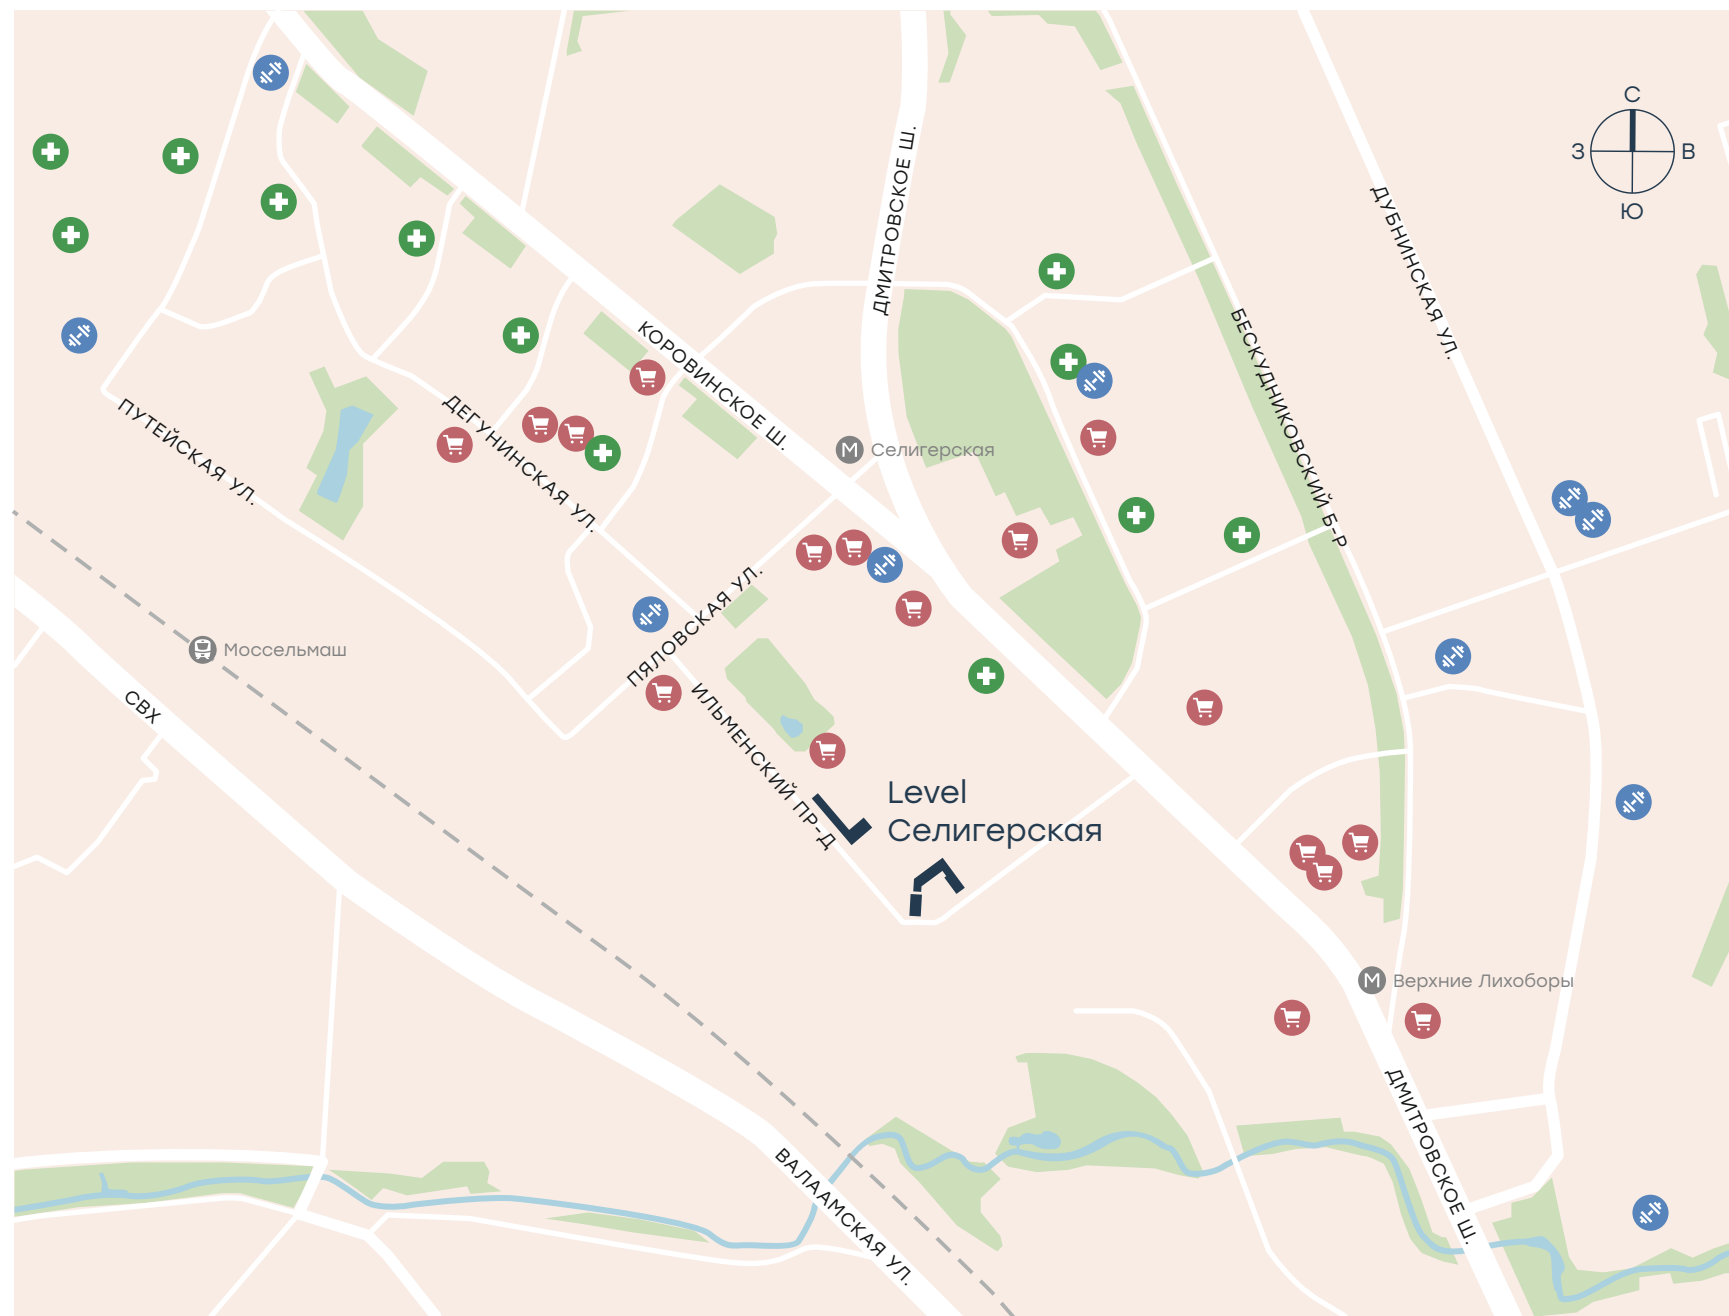 С
З
В
Ю
ДМИТРОВСКОЕ Ш.
ДУБНИНСКАЯ УЛ.
БЕСКУДНИКОВСКИЙ Б-Р
КОРОВИНСКОЕ Ш.
ПУТЕЙСКАЯ УЛ.
ДЕГУНИНСКАЯ УЛ.
М
Селигерская
ПЯЛОВСКАЯ УЛ.
Моссельмаш
СВХ
ИЛЬМЕНСКИЙ ПР-Д
Level
Селигерская
М
Верхние Лихоборы
ДМИТРОВСКОЕ Ш.
ВАЛААМСКАЯ УЛ.